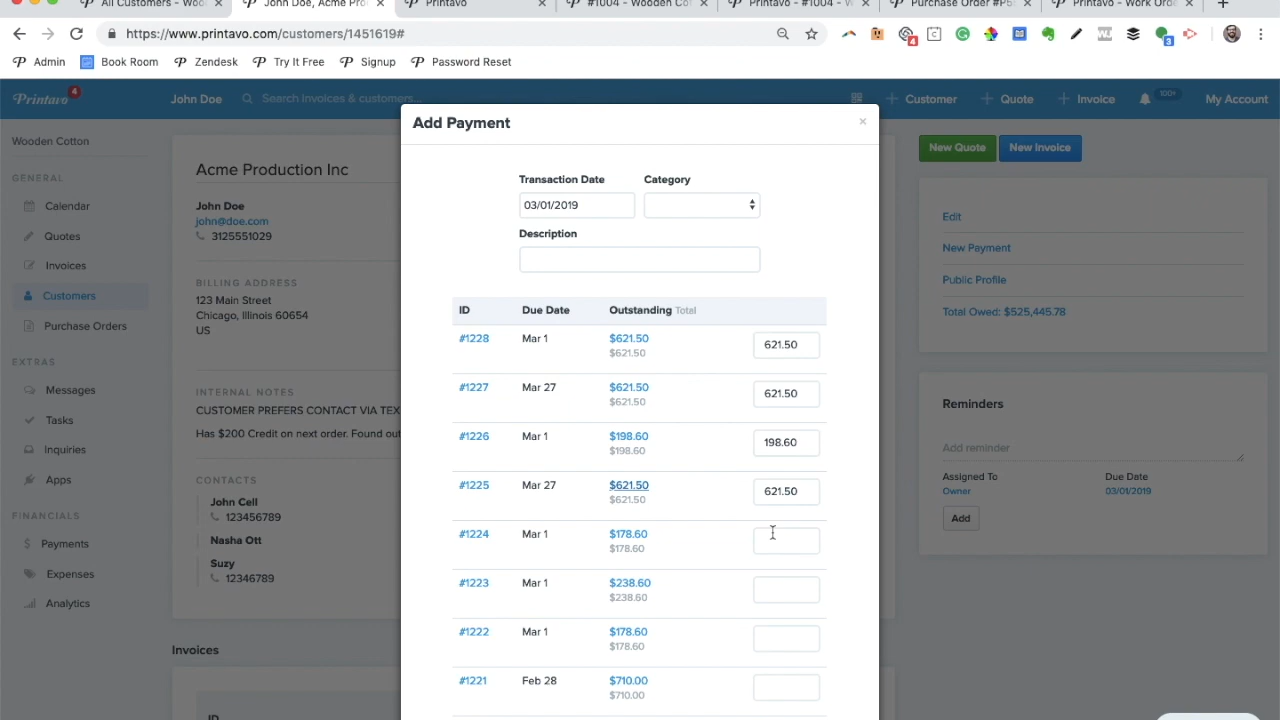 All Customers - Woo
John Doe, Acme Pro
Printavo
#1004 - Wooden Cot
Printavo - #1004 - W
Purchase Order #P5
Printavo - Work Or
https://www.printavo.com/customers/1451619#
4
3
Admin
Book Room
Zendesk
Try It Free
Signup
Password Reset
Printavo
4
John Doe
Search invoices & customers...
Customer
Quote
Invoice
100+
My Account
Wooden Cotton
GENERAL
Calendar
Quotes
Invoices
Customers
Purchase Orders
EXTRAS
Messages
Tasks
Inquiries
Apps
FINANCIALS
Payments
Expenses
Analytics
Acme Production Inc
John Doe
john@doe.com
3125551029
BILLING ADDRESS
123 Main Street
Chicago, Illinois 60654
US
INTERNAL NOTES
CUSTOMER PREFERS CONTACT VIA TEX
Has $200 Credit on next order. Found out
CONTACTS
John Cell
123456789
Nasha Ott
Suzy
12346789
Invoices
ID
Add Payment
×
Transaction Date Category
03/01/2019
Description
ID Due Date Outstanding Total
#1228 Mar 1 $621.50 621.50
$621.50
#1227 Mar 27 $621.50 621.50
$621.50
#1226 Mar 1 $198.60 198.60
$198.60
#1225 Mar 27 $621.50 621.50
$621.50
#1224 Mar 1 $178.60
$178.60
#1223 Mar 1 $238.60
$238.60
#1222 Mar 1 $178.60
$178.60
#1221 Feb 28 $710.00
$710.00
New Quote New Invoice
Edit
New Payment
Public Profile
Total Owed: $525,445.78
Reminders
Add reminder
Assigned To Due Date
Owner 03/01/2019
Add